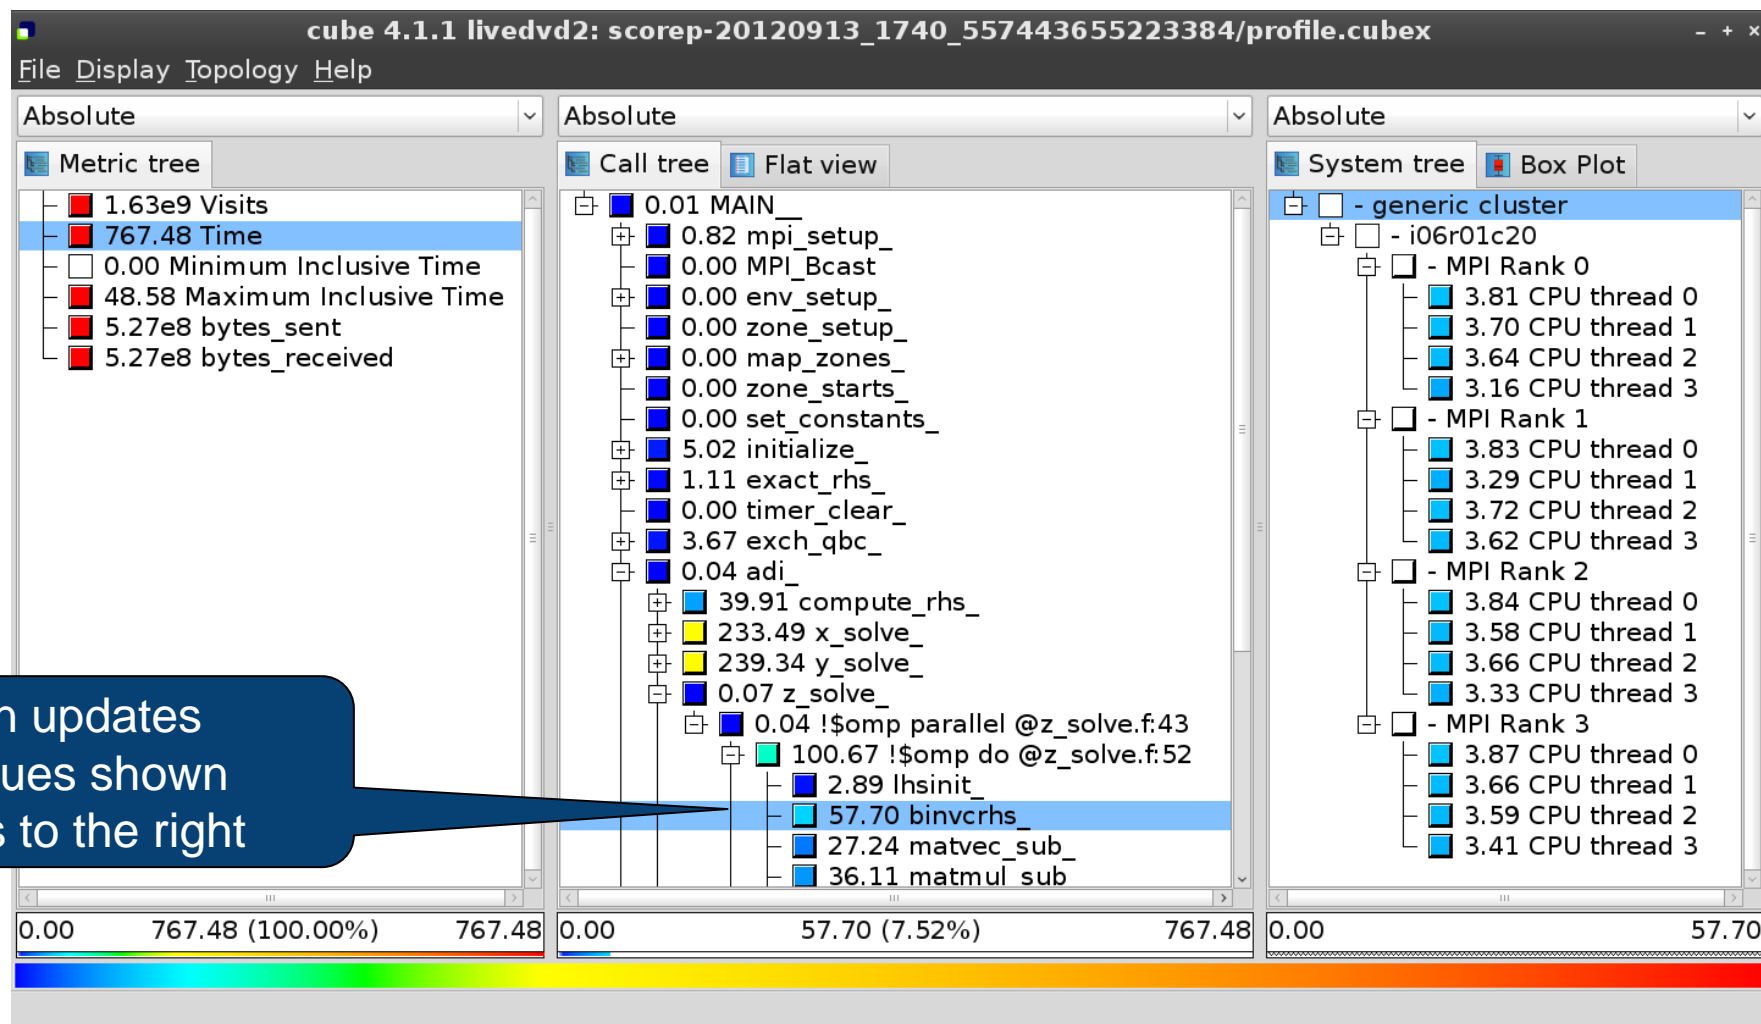 cube 4.1.1 livedvd2: scorep-20120913_1740_557443655223384/profile.cubex
File Display Topology Help
Absolute
Metric tree
1.63e9 Visits
767.48 Time
0.00 Minimum Inclusive Time
48.58 Maximum Inclusive Time
5.27e8 bytes_sent
5.27e8 bytes_received
updates
shown
to the right
0.00 767.48 (100.00%) 767.48
Absolute
Call tree Flat view
0.01 MAIN__
0.82 mpi_setup_
0.00 MPI_Bcast
0.00 env_setup_
0.00 zone_setup_
0.00 map_zones_
0.00 zone_starts_
0.00 set_constants_
5.02 initialize_
1.11 exact_rhs_
0.00 timer_clear_
3.67 exch_qbc_
0.04 adi_
39.91 compute_rhs_
233.49 x_solve_
239.34 y_solve_
0.07 z_solve_
0.04 !$omp parallel @z_solve.f:43
100.67 !$omp do @z_solve.f:52
2.89 lhsinit_
57.70 binvcrhs_
27.24 matvec_sub_
36.11 matmul_sub
0.00 57.70 (7.52%) 767.48
Absolute
System tree Box Plot
- generic cluster
- i06r01c20
- MPI Rank 0
3.81 CPU thread 0
3.70 CPU thread 1
3.64 CPU thread 2
3.16 CPU thread 3
- MPI Rank 1
3.83 CPU thread 0
3.29 CPU thread 1
3.72 CPU thread 2
3.62 CPU thread 3
- MPI Rank 2
3.84 CPU thread 0
3.58 CPU thread 1
3.66 CPU thread 2
3.33 CPU thread 3
- MPI Rank 3
3.87 CPU thread 0
3.66 CPU thread 1
3.59 CPU thread 2
3.41 CPU thread 3
0.00 57.70